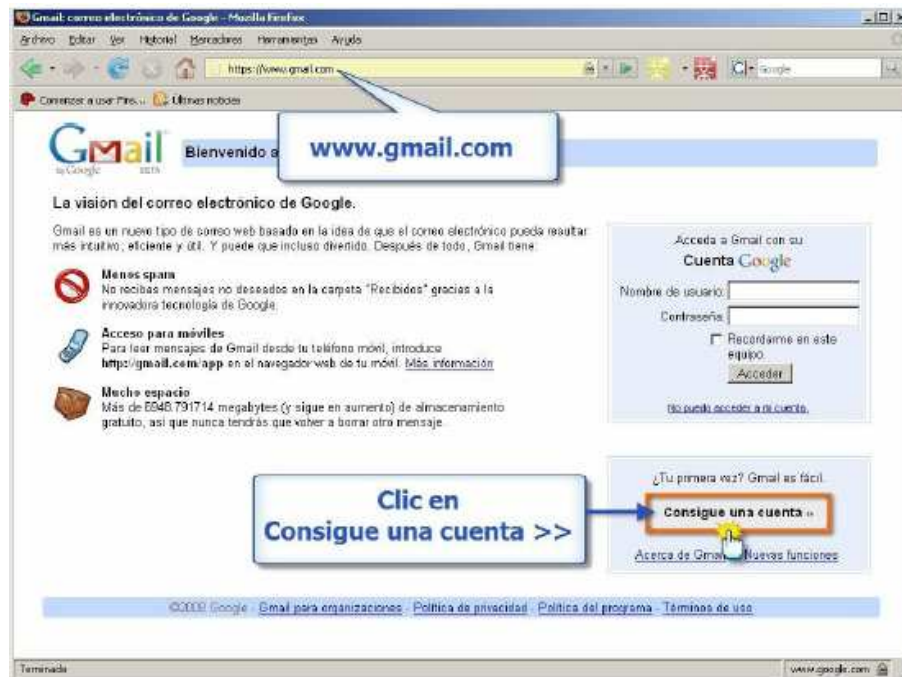 Gmail: correo electrónico de Google - Mozilla Firefox
Archivo Editar Ver Historial Marcadores Herramientas Ayuda
https://www.gmail.com
Google
Comenzar a usar Fire... Últimas noticias
www.gmail.com
Gmail
by Google BETA
Bienvenido a
La visión del correo electrónico de Google.
Gmail es un nuevo tipo de correo web basado en la idea de que el correo electrónico pueda resultar
más intuitivo, eficiente y útil. Y puede que incluso divertido. Después de todo, Gmail tiene:
Menos spam
No recibas mensajes no deseados en la carpeta "Recibidos" gracias a la
innovadora tecnología de Google.
Acceso para móviles
Para leer mensajes de Gmail desde tu teléfono móvil, introduce
http://gmail.com/app en el navegador web de tu móvil. Más información
Mucho espacio
Más de 6948.791714 megabytes (y sigue en aumento) de almacenamiento
gratuito, así que nunca tendrás que volver a borrar otro mensaje.
Acceda a Gmail con su
Cuenta Google
Nombre de usuario:
Contraseña:
Recordarme en este
equipo.
Acceder
No puedo acceder a mi cuenta.
¿Tu primera vez? Gmail es fácil.
Consigue una cuenta »
Acerca de Gmail Nuevas funciones
Clic en
Consigue una cuenta >>
©2008 Google - Gmail para organizaciones - Política de privacidad - Política del programa - Términos de uso
Terminado
www.google.com